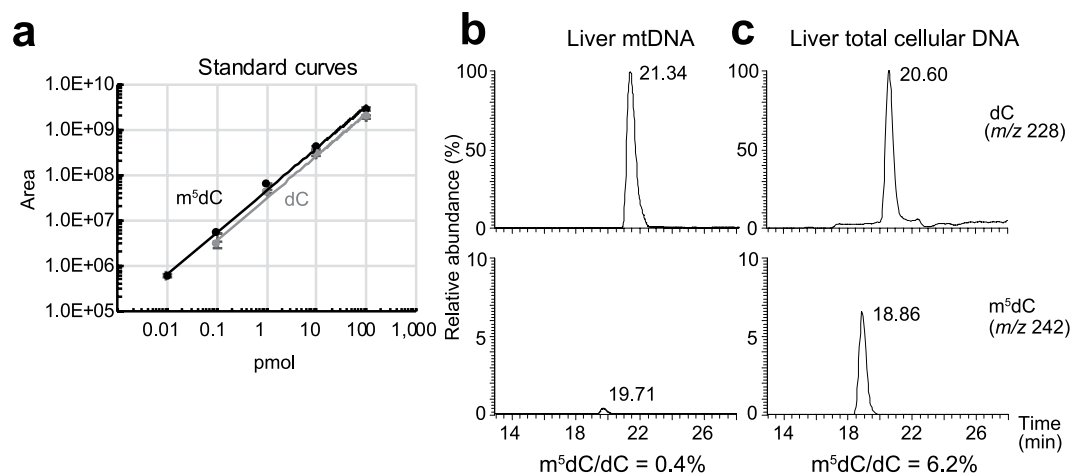 a
Standard curves
1.0E+10
1.0E+09
1.0E+08
1.0E+07
1.0E+06
1.0E+05
Area
m⁵dC
dC
0.01 0.1 1 10 100 1,000
pmol
b
Liver mtDNA
Relative abundance (%)
100
50
0
21.34
10
5
0
19.71
14 18 22 26
m⁵dC/dC = 0.4%
c
Liver total cellular DNA
100
50
0
20.60
dC
(m/z 228)
10
5
0
18.86
m⁵dC
(m/z 242)
14 18 22 26
Time
(min)
m⁵dC/dC = 6.2%